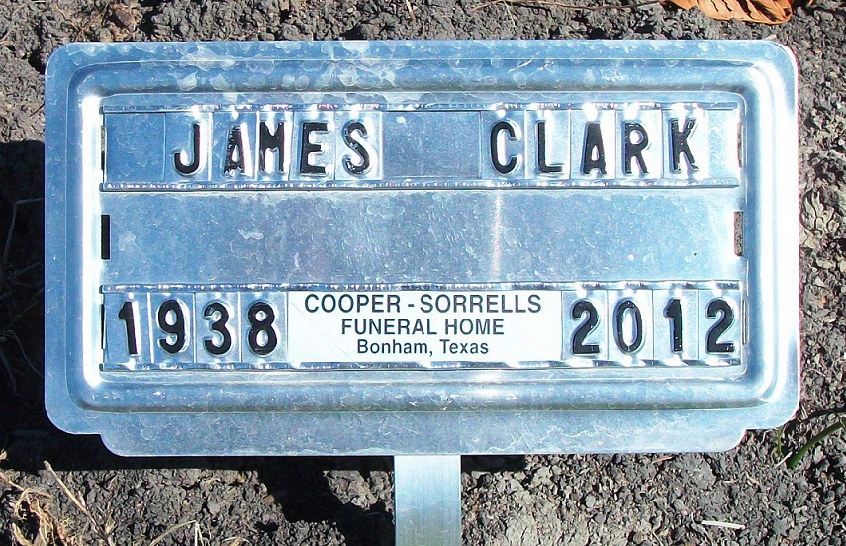 JAMES CLARK
1938 2012
COOPER - SORRELLS
FUNERAL HOME
Bonham, Texas